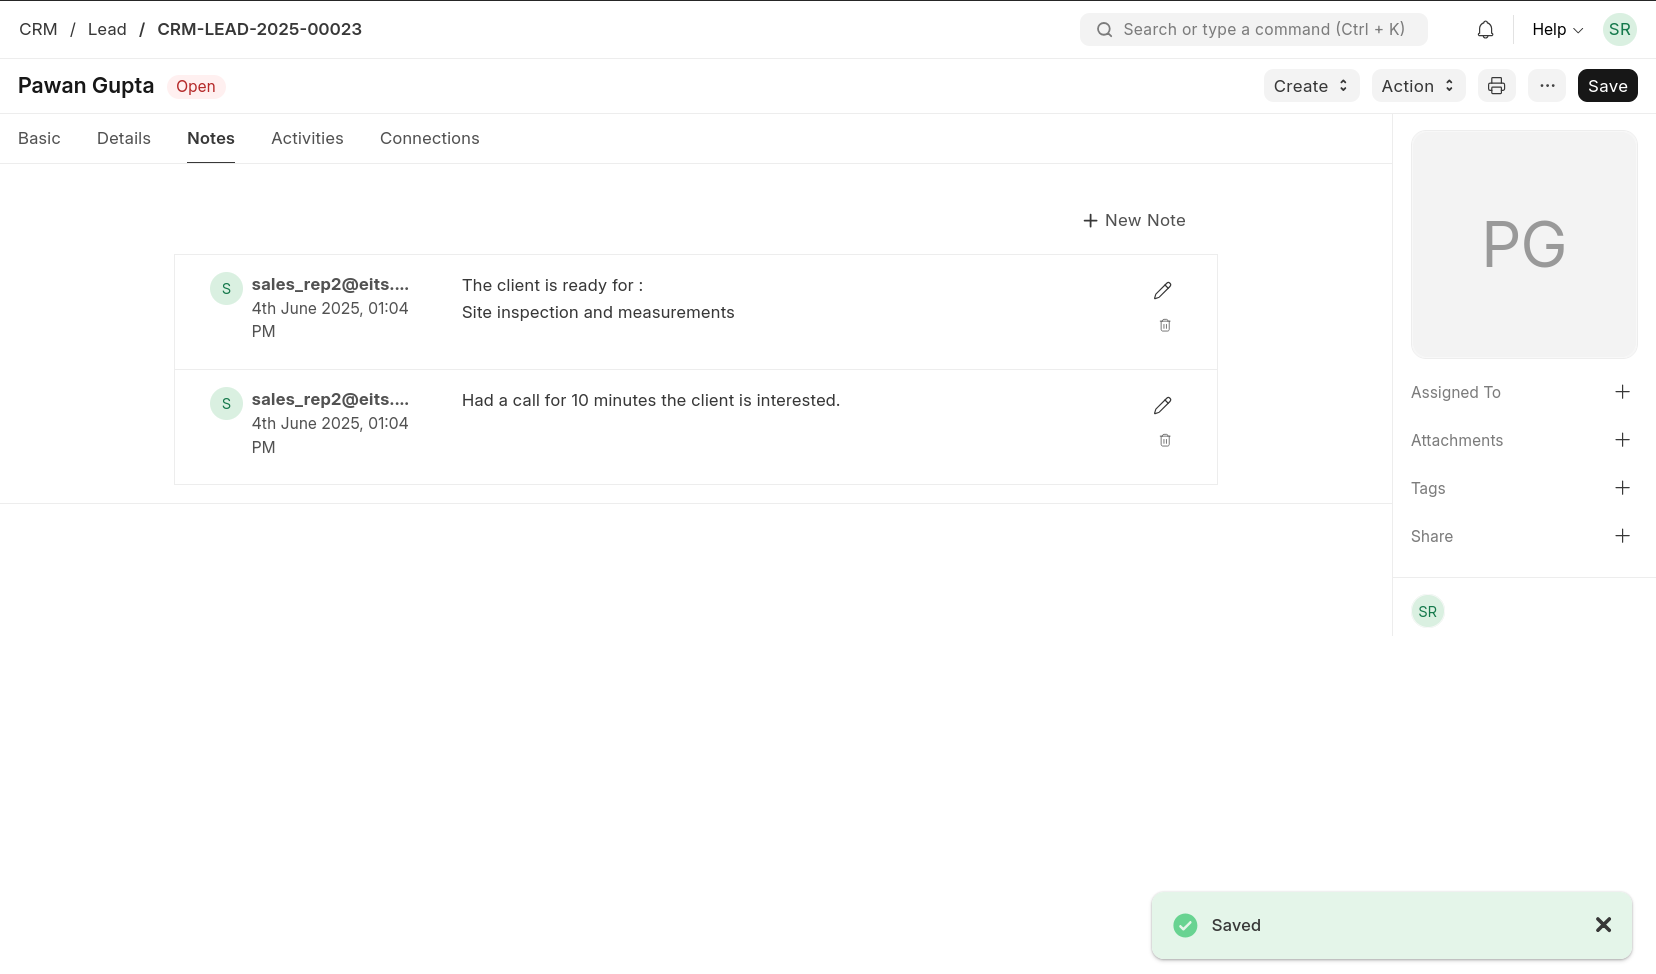 CRM / Lead / CRM-LEAD-2025-00023
Search or type a command (Ctrl + K)
Help
SR
Pawan Gupta
Open
Create
Action
Save
Basic
Details
Notes
Activities
Connections
PG
New Note
S
sales_rep2@eits....
4th June 2025, 01:04
PM
The client is ready for :
Site inspection and measurements
S
sales_rep2@eits....
4th June 2025, 01:04
PM
Had a call for 10 minutes the client is interested.
Assigned To
Attachments
Tags
Share
SR
Saved